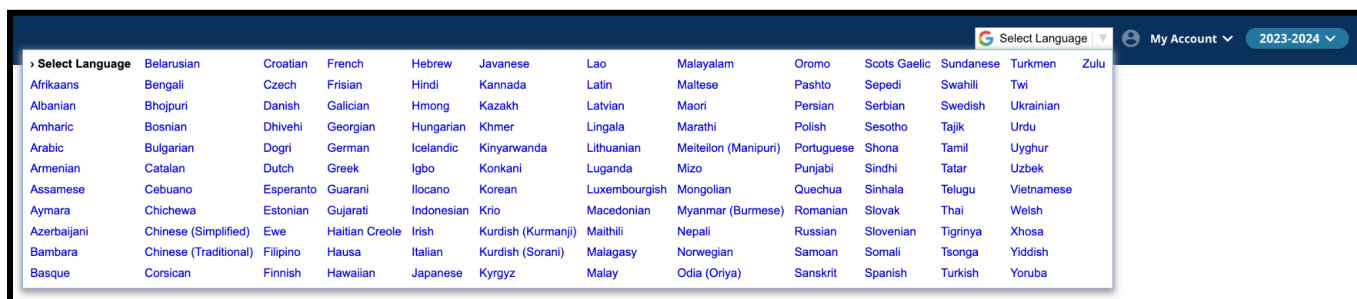 Select Language My Account 2023-2024
› Select Language Belarusian Croatian French Hebrew Javanese Lao Malayalam Oromo Scots Gaelic Sundanese Turkmen Zulu
Afrikaans Bengali Czech Frisian Hindi Kannada Latin Maltese Pashto Sepedi Swahili Twi
Albanian Bhojpuri Danish Galician Hmong Kazakh Latvian Maori Persian Serbian Swedish Ukrainian
Amharic Bosnian Dhivehi Georgian Hungarian Khmer Lingala Marathi Polish Sesotho Tajik Urdu
Arabic Bulgarian Dogri German Icelandic Kinyarwanda Lithuanian Meiteilon (Manipuri) Portuguese Shona Tamil Uyghur
Armenian Catalan Dutch Greek Igbo Konkani Luganda Mizo Punjabi Sindhi Tatar Uzbek
Assamese Cebuano Esperanto Guarani Ilocano Korean Luxembourgish Mongolian Quechua Sinhala Telugu Vietnamese
Aymara Chichewa Estonian Gujarati Indonesian Krio Macedonian Myanmar (Burmese) Romanian Slovak Thai Welsh
Azerbaijani Chinese (Simplified) Ewe Haitian Creole Irish Kurdish (Kurmanji) Maithili Nepali Russian Slovenian Tigrinya Xhosa
Bambara Chinese (Traditional) Filipino Hausa Italian Kurdish (Sorani) Malagasy Norwegian Samoan Somali Tsonga Yiddish
Basque Corsican Finnish Hawaiian Japanese Kyrgyz Malay Odia (Oriya) Sanskrit Spanish Turkish Yoruba